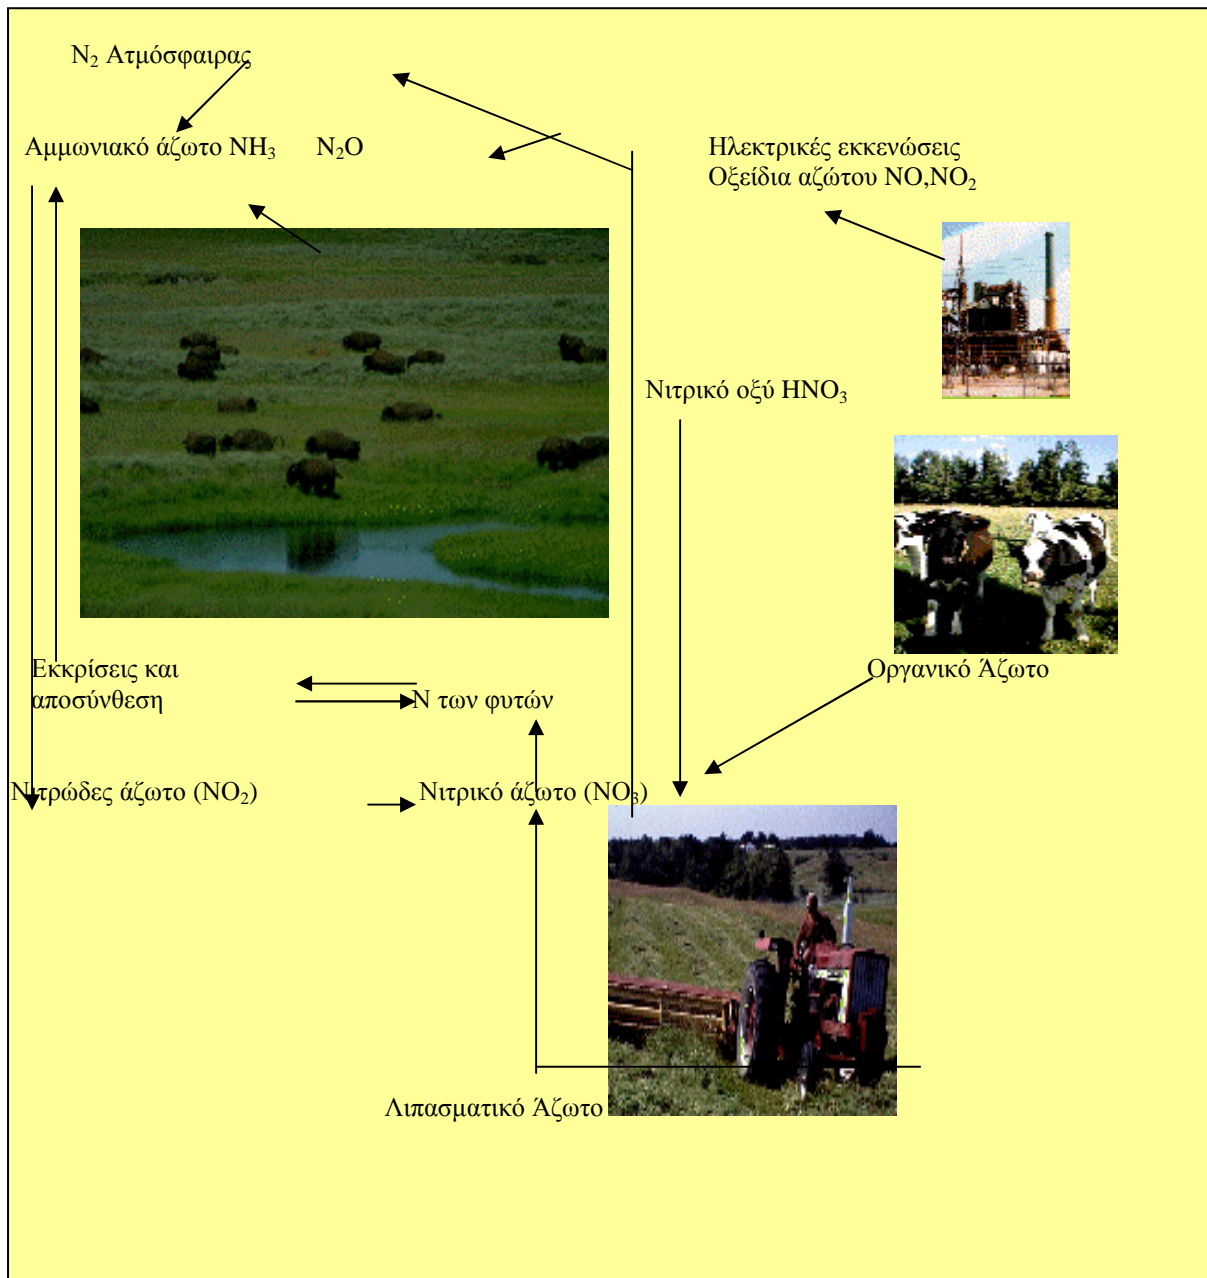 N₂ Ατμόσφαιρας
Αμμωνιακό άζωτο NH₃ N₂O
Ηλεκτρικές εκκενώσεις
Οξείδια αζώτου NO,NO₂
Νιτρικό οξύ HNO₃
Εκκρίσεις και
αποσύνθεση
Οργανικό Άζωτο
Ν των φυτών
Νιτρώδες άζωτο (NO₂)
Νιτρικό άζωτο (NO₃)
Λιπασματικό Άζωτο